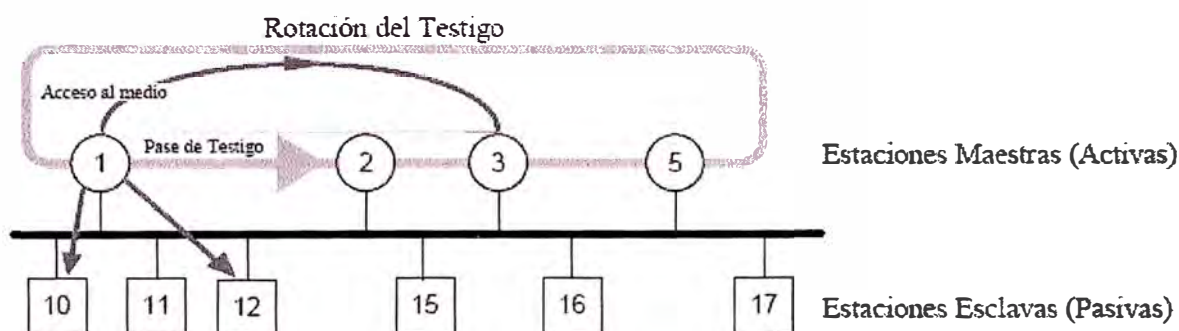 Rotación del Testigo
Acceso al medio
Pase de Testigo
1
2
3
5
Estaciones Maestras (Activas)
10
11
12
15
16
17
Estaciones Esclavas (Pasivas)